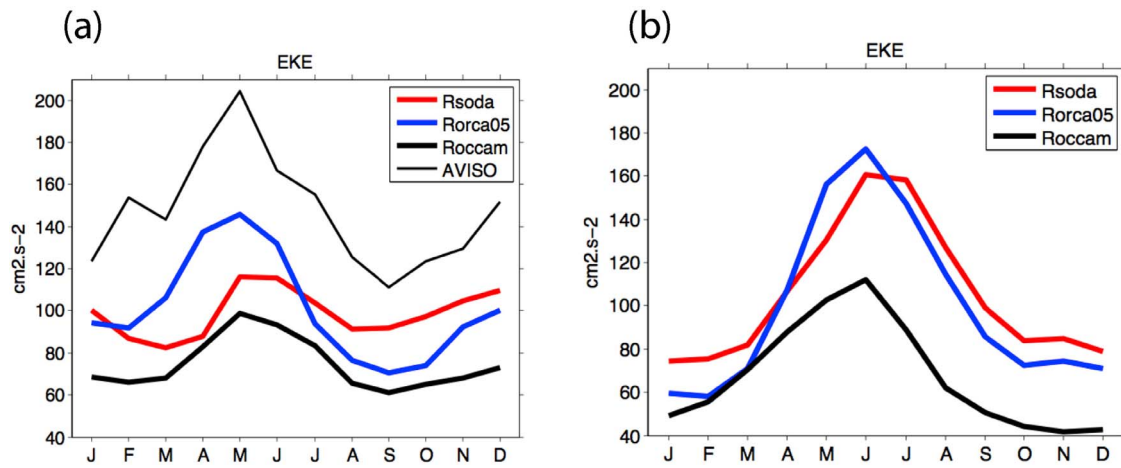 (a)
EKE
cm2.s-2
200
180
160
140
120
100
80
60
40
J F M A M J J A S O N D
Rsoda
Rorca05
Roccam
AVISO
(b)
EKE
cm2.s-2
200
180
160
140
120
100
80
60
40
J F M A M J J A S O N D
Rsoda
Rorca05
Roccam